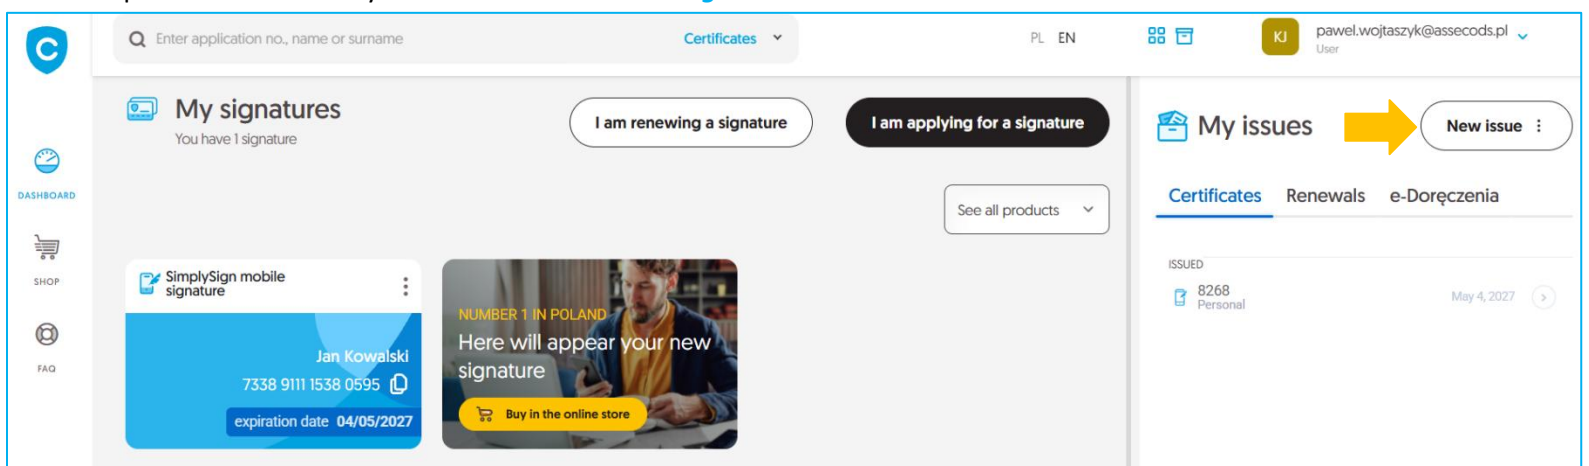 Enter application no., name or surname
Certificates
PL EN
KJ
pawel.wojtaszyk@assecods.pl
User
DASHBOARD
SHOP
FAQ
My signatures
You have 1 signature
I am renewing a signature
I am applying for a signature
See all products
SimplySign mobile
signature
Jan Kowalski
7338 9111 1538 0595
expiration date 04/05/2027
NUMBER 1 IN POLAND
Here will appear your new
signature
Buy in the online store
My issues
New issue
Certificates Renewals e-Doręczenia
ISSUED
8268
Personal
May 4, 2027